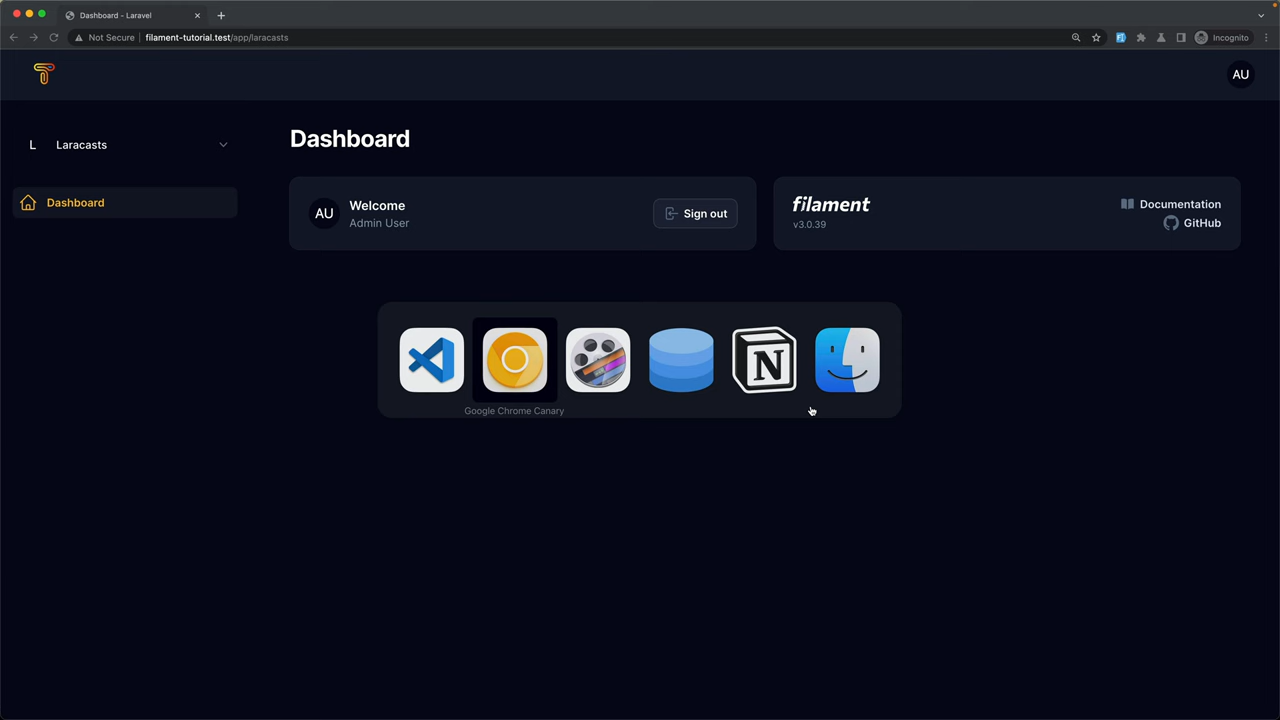 Dashboard - Laravel
Not Secure
filament-tutorial.test/app/laracasts
Incognito
T
AU
L
Laracasts
Dashboard
Dashboard
AU
Welcome
Admin User
Sign out
filament
v3.0.39
Documentation
GitHub
N
Google Chrome Canary